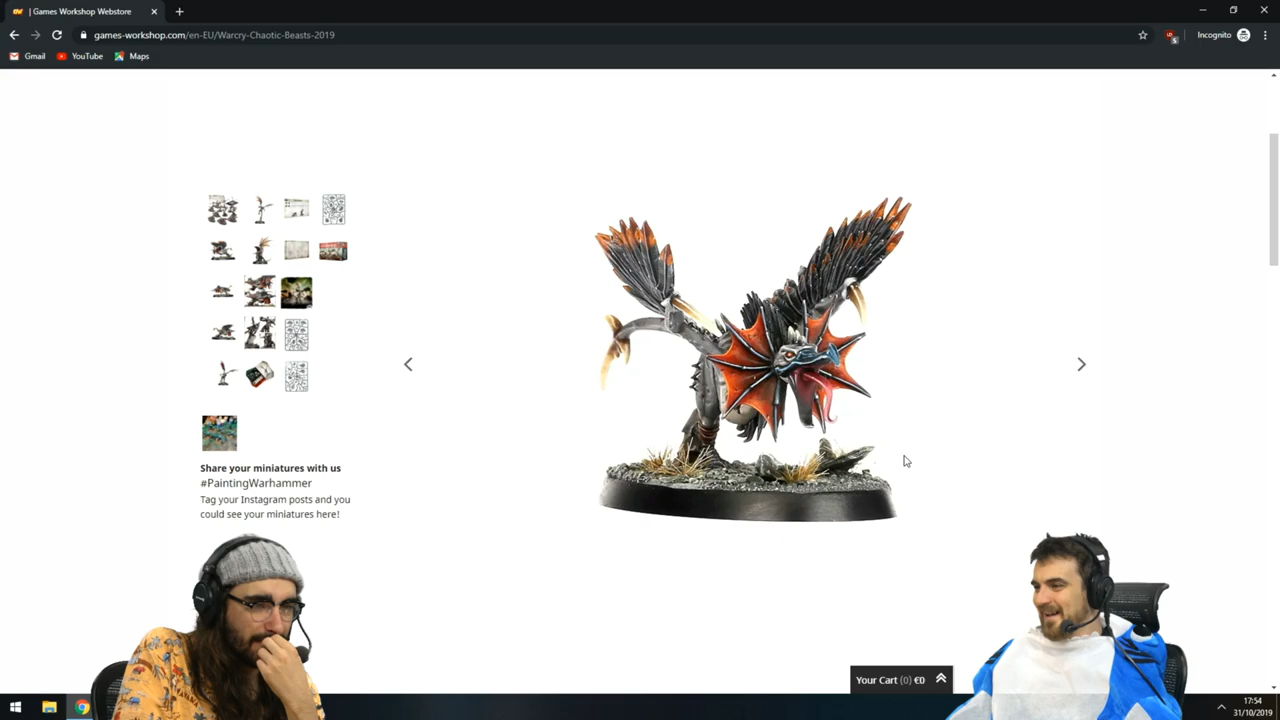 | Games Workshop Webstore
games-workshop.com/en-EU/Warcry-Chaotic-Beasts-2019
Incognito
Gmail
YouTube
Maps
Share your miniatures with us
#PaintingWarhammer
Tag your Instagram posts and you
could see your miniatures here!
Your Cart (0) €0
17:54
31/10/2019